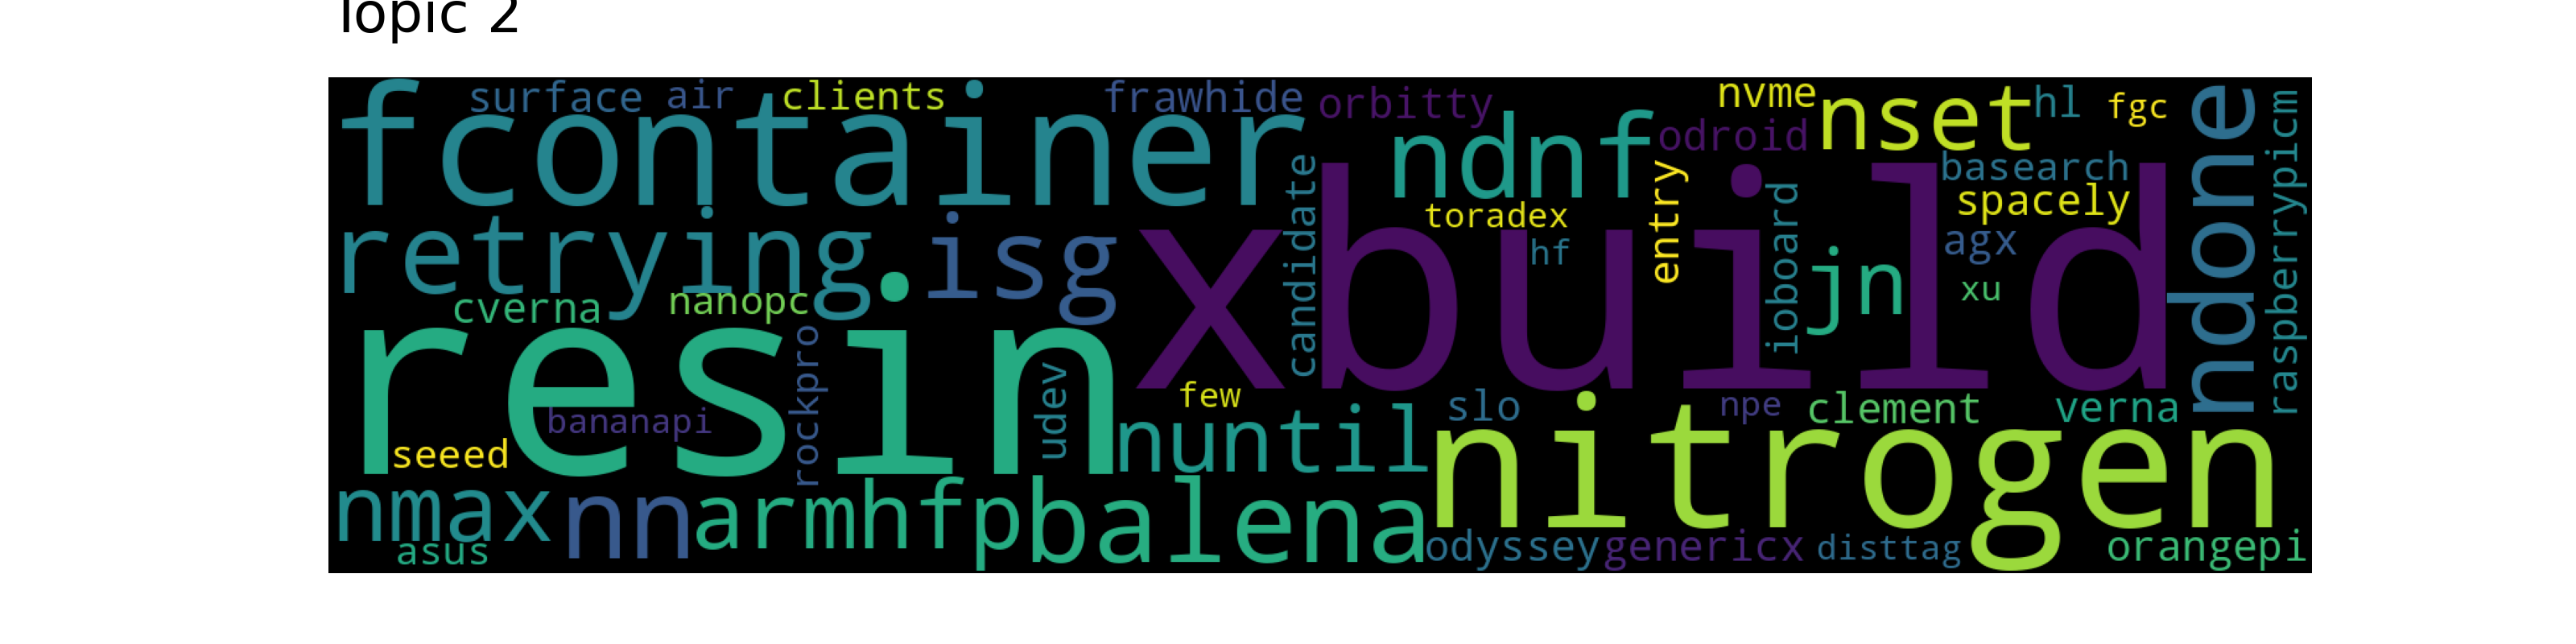 Topic 2
surface air clients frawhide orbitty nvme nset hl fgc
fcontainer ndnf odroid basearch ndone raspberrypicm
retrying isg candidate toradex entry spacely
hf ioboard jn agx xu
cverna nanopc xbuild
resin rockpro udev few slo npe clement verna
bananapi nuntil nitrogen
seeed
nmax nn armhfp balena
asus odyssey genericx disttag orangepi